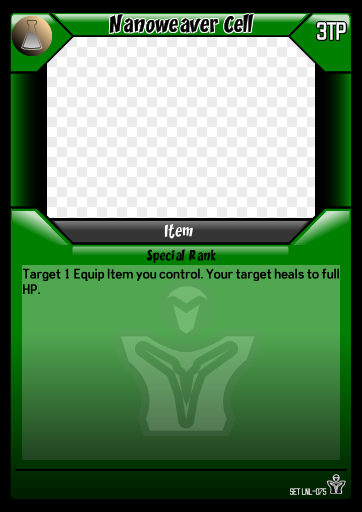 Nanoweaver Cell
3TP
Item
Special Rank
Target 1 Equip Item you control. Your target heals to full
HP.
SET LNL-075